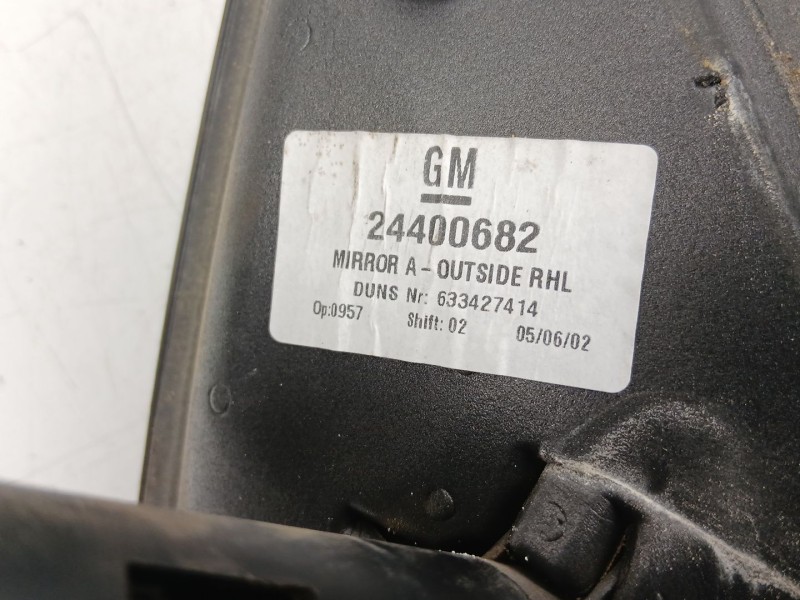 GM
24400682
MIRROR A-OUTSIDE RHL
DUNS Nr: 633427414
Op:0957 Shift: 02 05/06/02